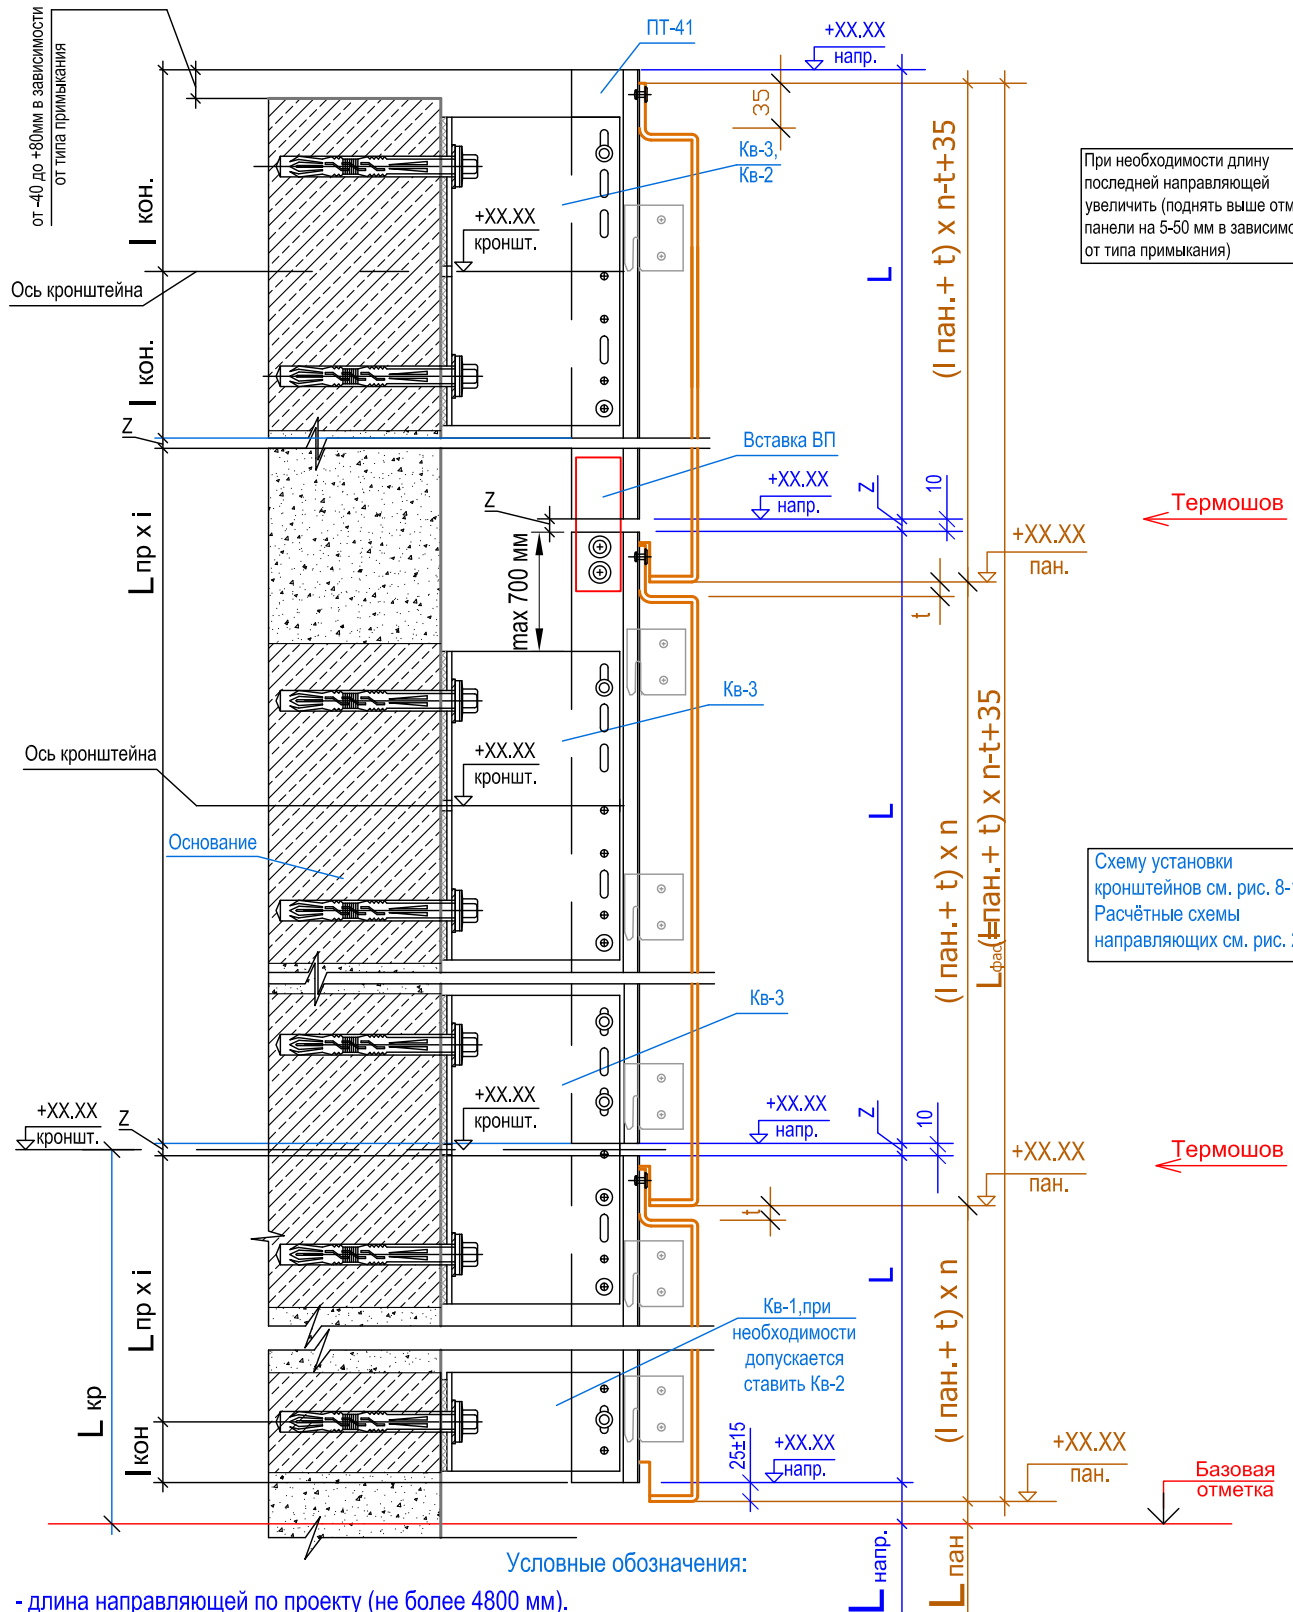 от -40 до +80мм в зависимости
от типа примыкания
ПТ-41
+XX.XX
напр.
35
l кон.
Кв-3,
Кв-2
+XX.XX
кроншт.
(l пан.+ t) x n-t+35
При необходимости длину
последней направляющей
увеличить (поднять выше отм
панели на 5-50 мм в зависимо
от типа примыкания)
Ось кронштейна
L
l кон.
Z
Вставка ВП
+XX.XX
напр.
Z
10
Z
Термошов
+XX.XX
пан.
L пр x i
max 700 мм
t
Кв-3
+XX.XX
кроншт.
Ось кронштейна
L
(l пан.+ t) x n
L фас.=
(l пан.+ t) x n-t+35
Основание
Схему установки
кронштейнов см. рис. 8-
Расчётные схемы
направляющих см. рис.
Кв-3
+XX.XX
кроншт.
+XX.XX
кроншт.
Z
+XX.XX
напр.
Z
10
Термошов
+XX.XX
пан.
t
L пр x i
L
(l пан.+ t) x n
Кв-1,при
необходимости
допускается
ставить Кв-2
L кр
l кон
25±15
+XX.XX
напр.
+XX.XX
пан.
Базовая
отметка
Условные обозначения:
L напр.
L пан
- длина направляющей по проекту (не более 4800 мм).